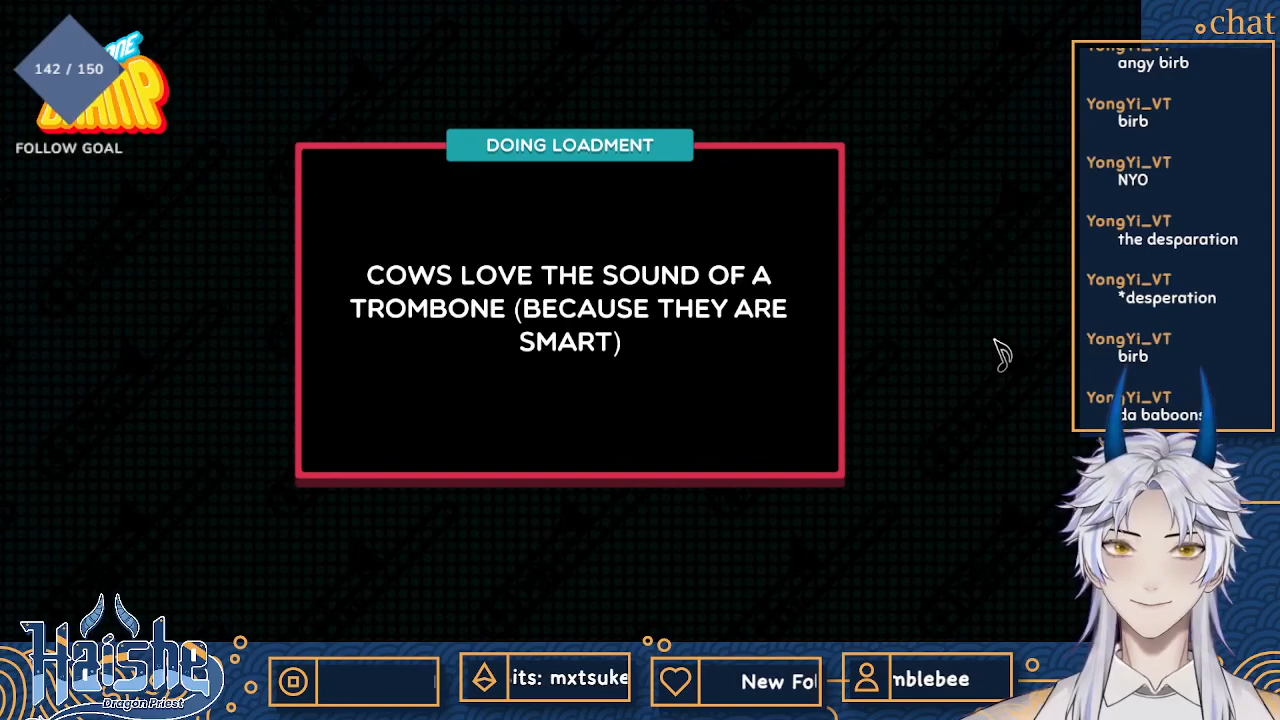 chat
142 / 150
FOLLOW GOAL
DOING LOADMENT
COWS LOVE THE SOUND OF A
TROMBONE (BECAUSE THEY ARE
SMART)
YongYi_VT
angy birb
YongYi_VT
birb
YongYi_VT
NYO
YongYi_VT
the desparation
YongYi_VT
*desperation
YongYi_VT
birb
YongYi_VT
da baboons
Haishe
Dragon Priest
its: mxtsuke
New Fol
mblebee